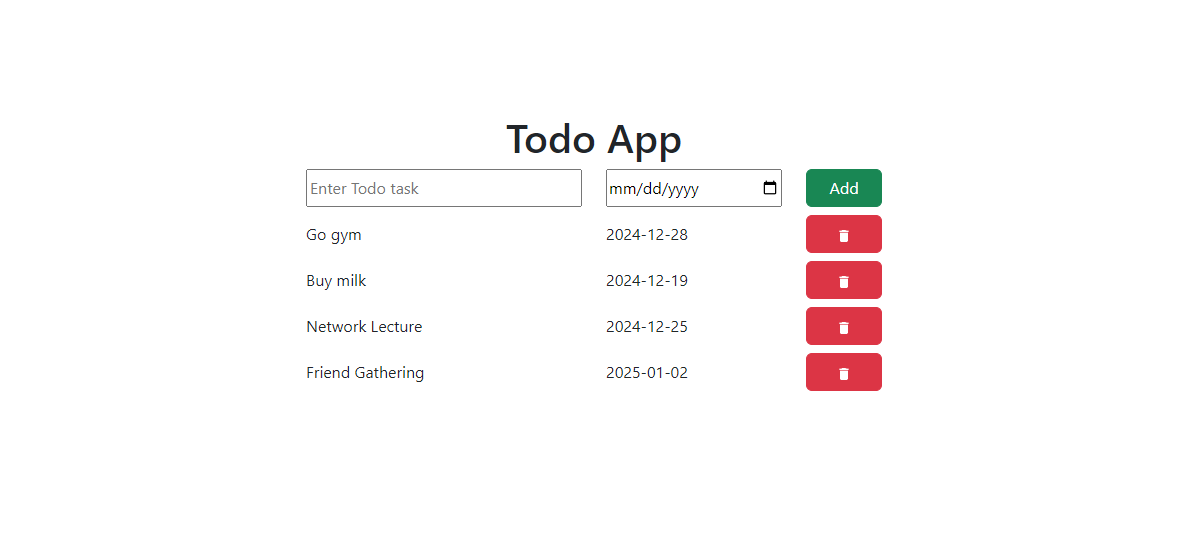 Todo App
Enter Todo task mm/dd/yyyy Add
Go gym 2024-12-28
Buy milk 2024-12-19
Network Lecture 2024-12-25
Friend Gathering 2025-01-02